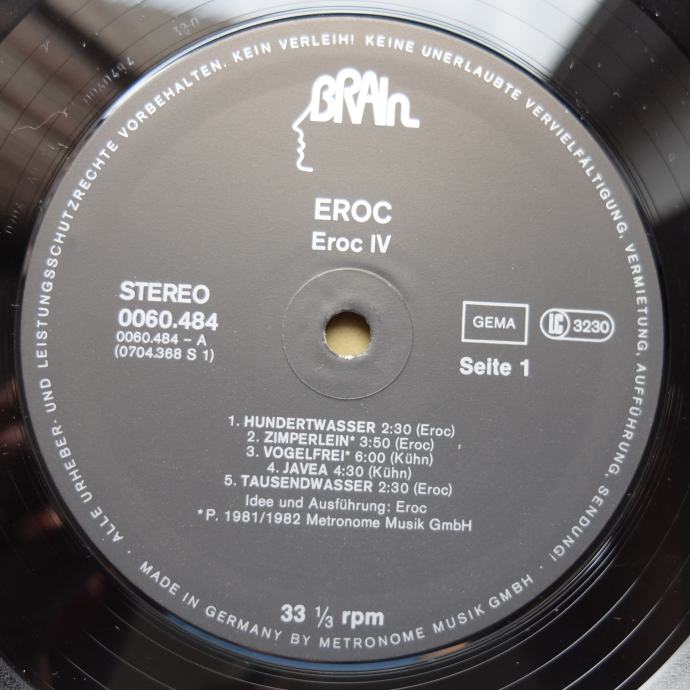 · ALLE URHEBER- UND LEISTUNGSSCHUTZRECHTE VORBEHALTEN. KEIN VERLEIH! KEINE UNERLAUBTE VERVIELFÄLTIGUNG, VERMIETUNG, AUFFÜHRUNG, SENDUNG! ·
BRAIN
EROC
Eroc IV
STEREO
0060.484
0060.484 – A
(0704.368 S 1)
GEMA
LC 3230
Seite 1
1. HUNDERTWASSER 2:30 (Eroc)
2. ZIMPERLEIN* 3:50 (Eroc)
3. VOGELFREI* 6:00 (Kühn)
4. JAVEA 4:30 (Kühn)
5. TAUSENDWASSER 2:30 (Eroc)
Idee und Ausführung: Eroc
*P. 1981/1982 Metronome Musik GmbH
33 ⅓ rpm
MADE IN GERMANY BY METRONOME MUSIK GMBH